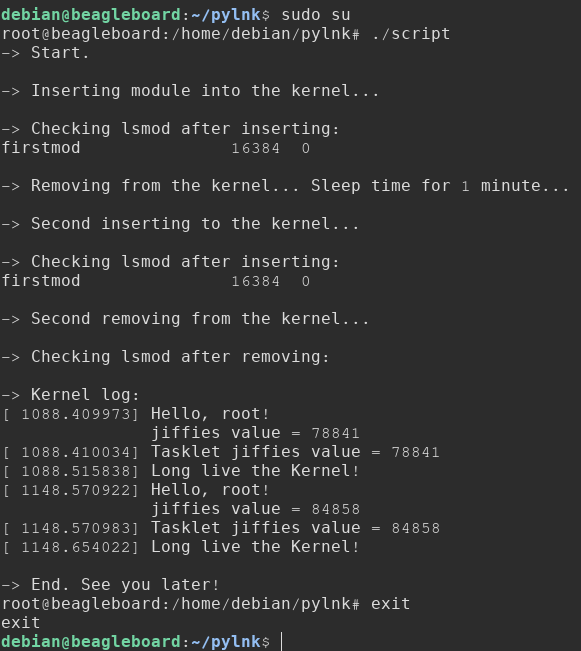 debian@beagleboard:~/pylnk$ sudo su
root@beagleboard:/home/debian/pylnk# ./script
-> Start.
-> Inserting module into the kernel...
-> Checking lsmod after inserting:
firstmod               16384  0
-> Removing from the kernel... Sleep time for 1 minute...
-> Second inserting to the kernel...
-> Checking lsmod after inserting:
firstmod               16384  0
-> Second removing from the kernel...
-> Checking lsmod after removing:
-> Kernel log:
[ 1088.409973] Hello, root!
               jiffies value = 78841
[ 1088.410034] Tasklet jiffies value = 78841
[ 1088.515838] Long live the Kernel!
[ 1148.570922] Hello, root!
               jiffies value = 84858
[ 1148.570983] Tasklet jiffies value = 84858
[ 1148.654022] Long live the Kernel!
-> End. See you later!
root@beagleboard:/home/debian/pylnk# exit
exit
debian@beagleboard:~/pylnk$